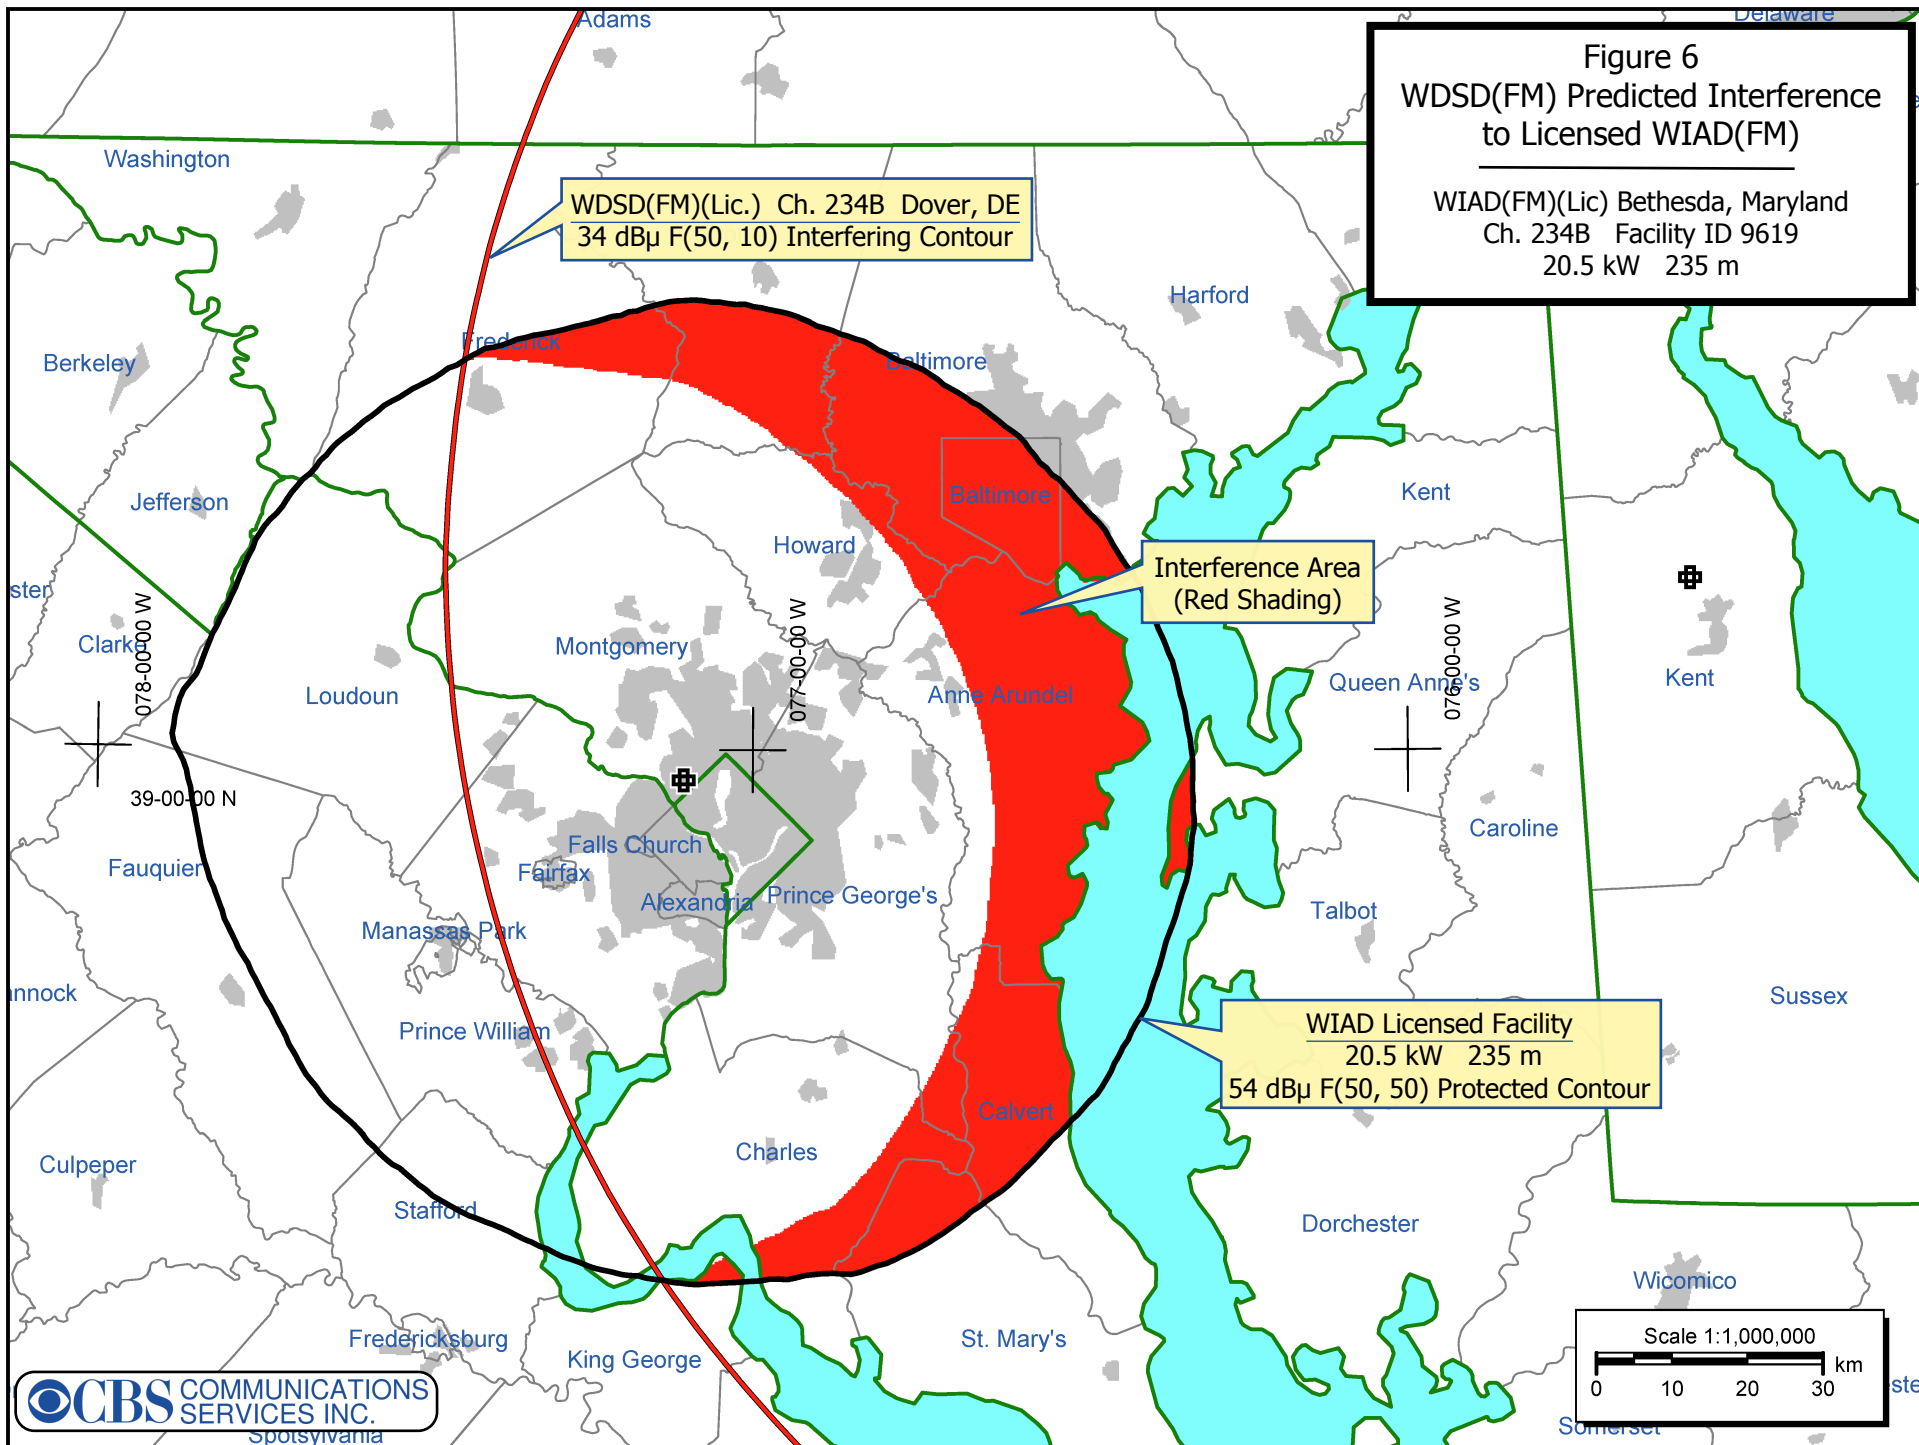 Adams
Delaware
Figure 6
WDSD(FM) Predicted Interference
to Licensed WIAD(FM)
WIAD(FM)(Lic) Bethesda, Maryland
Ch. 234B Facility ID 9619
20.5 kW 235 m
Washington
WDSD(FM)(Lic.) Ch. 234B Dover, DE
34 dBµ F(50, 10) Interfering Contour
Harford
Frederick
Berkeley
Baltimore
Jefferson
Baltimore
Kent
Howard
Interference Area
(Red Shading)
ster
Clarke
078-00-00 W
Montgomery
077-00-00 W
076-00-00 W
Loudoun
Anne Arundel
Queen Anne's
Kent
39-00-00 N
Fauquier
Falls Church
Fairfax
Caroline
Alexandria
Prince George's
Talbot
Manassas Park
nnock
Sussex
Prince William
WIAD Licensed Facility
20.5 kW 235 m
54 dBµ F(50, 50) Protected Contour
Calvert
Charles
Culpeper
Stafford
Dorchester
Wicomico
Fredericksburg
King George
St. Mary's
Scale 1:1,000,000
km
0 10 20 30
CBS COMMUNICATIONS
SERVICES INC.
Spotsylvania
Somerset